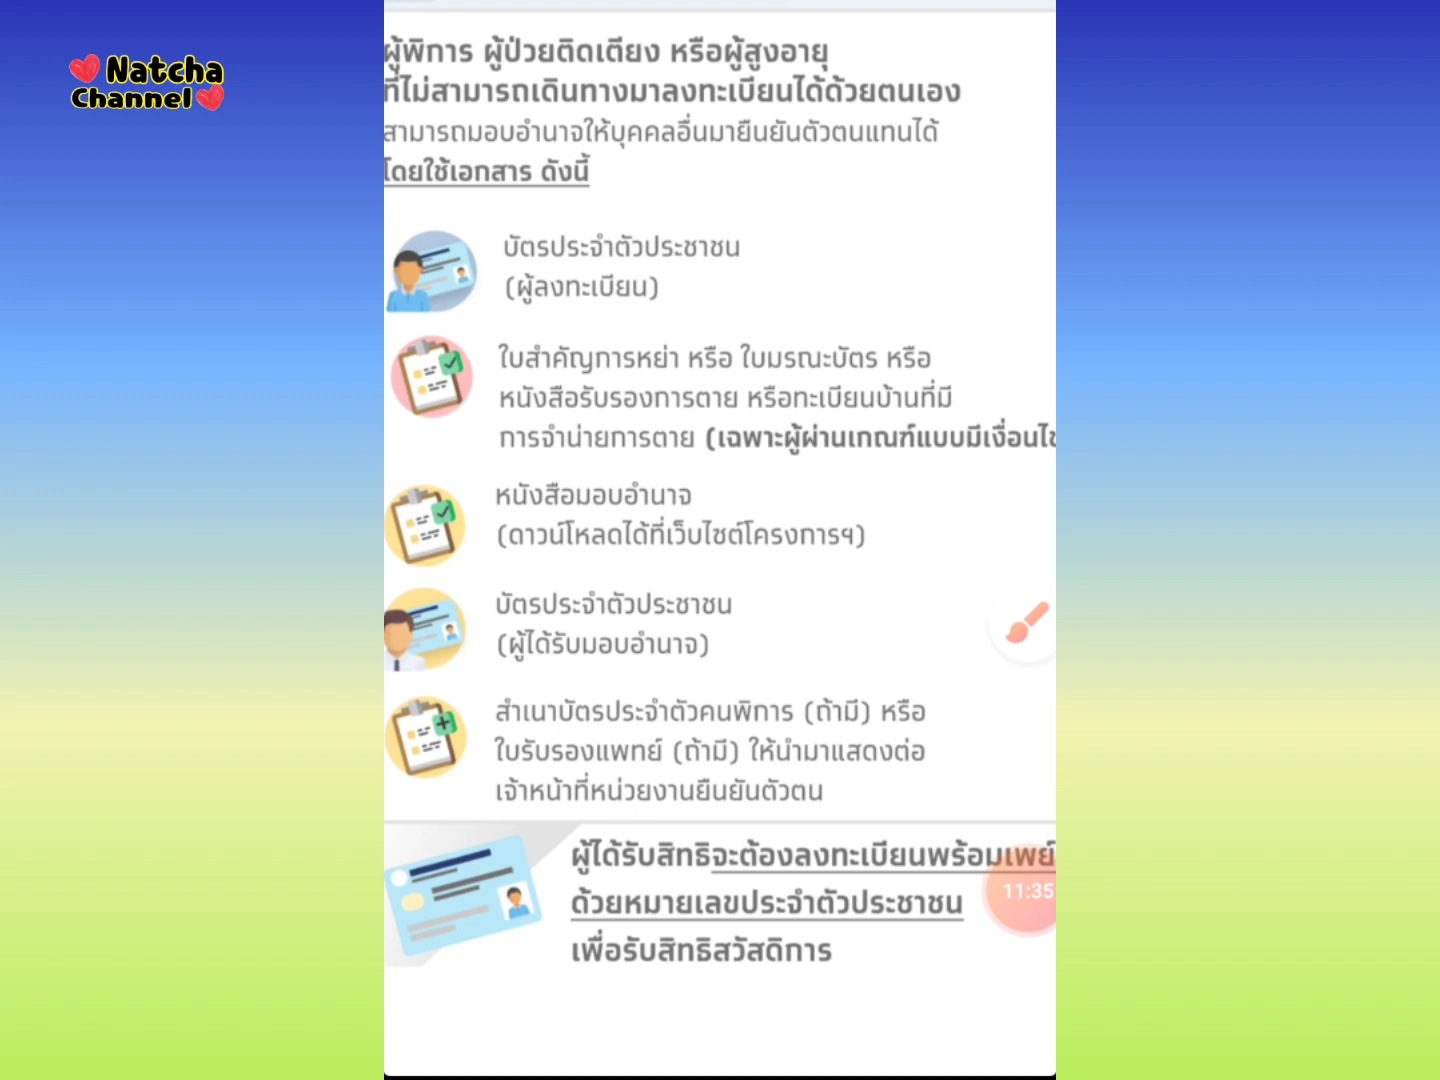 Natcha
Channel
ผู้พิการ ผู้ป่วยติดเตียง หรือผู้สูงอายุ
ที่ไม่สามารถเดินทางมาลงทะเบียนได้ด้วยตนเอง
สามารถมอบอำนาจให้บุคคลอื่นมายืนยันตัวตนแทนได้
โดยใช้เอกสาร ดังนี้
บัตรประจำตัวประชาชน
(ผู้ลงทะเบียน)
ใบสำคัญการหย่า หรือ ใบมรณะบัตร หรือ
หนังสือรับรองการตาย หรือทะเบียนบ้านที่มี
การจำน่ายการตาย (เฉพาะผู้ผ่านเกณฑ์แบบมีเงื่อนไข
หนังสือมอบอำนาจ
(ดาวน์โหลดได้ที่เว็บไซต์โครงการฯ)
บัตรประจำตัวประชาชน
(ผู้ได้รับมอบอำนาจ)
สำเนาบัตรประจำตัวคนพิการ (ถ้ามี) หรือ
ใบรับรองแพทย์ (ถ้ามี) ให้นำมาแสดงต่อ
เจ้าหน้าที่หน่วยงานยืนยันตัวตน
ผู้ได้รับสิทธิจะต้องลงทะเบียนพร้อมเพย์
11:35
ด้วยหมายเลขประจำตัวประชาชน
เพื่อรับสิทธิสวัสดิการ